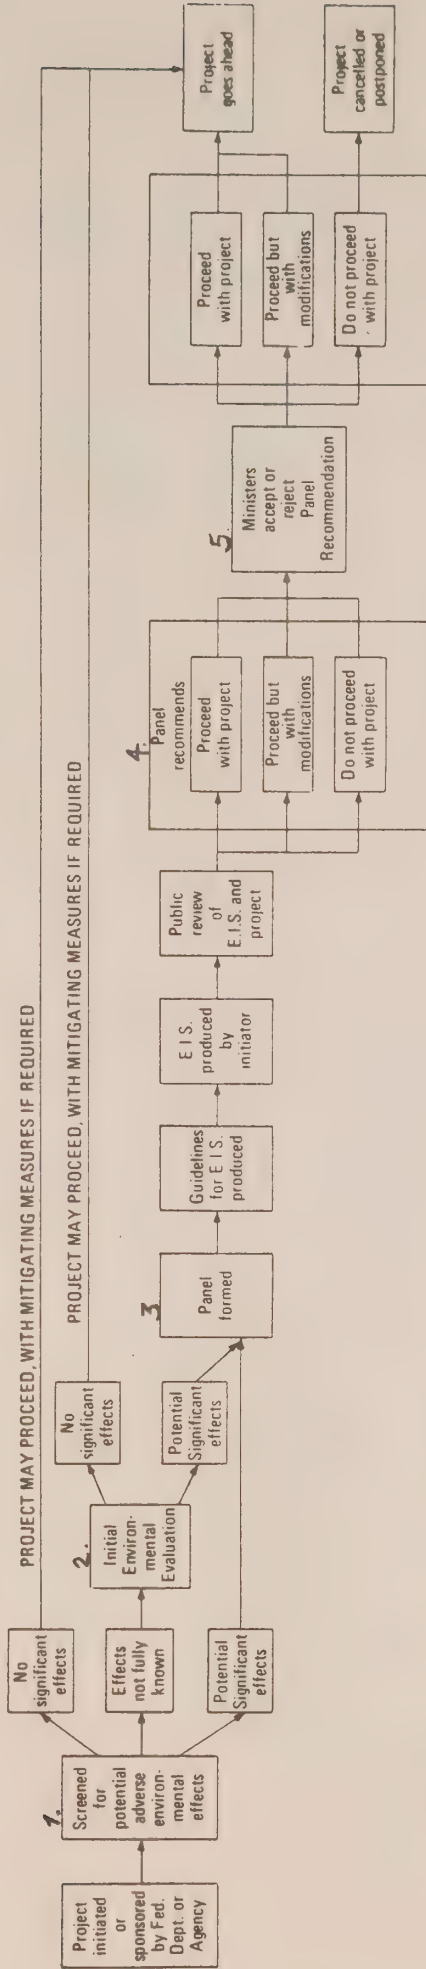 Project
initiated
or
sponsored
by Fed.
Dept. or
Agency
1.
Screened
for
potential
adverse
environ-
mental
effects
No
significant
effects
Effects
not fully
known
Potential
Significant
effects
PROJECT MAY PROCEED, WITH MITIGATING MEASURES IF REQUIRED
2.
Initial
Environ-
mental
Evaluation
No
significant
effects
Potential
Significant
effects
PROJECT MAY PROCEED, WITH MITIGATING MEASURES IF REQUIRED
3
Panel
formed
Guidelines
for E I S.
produced
E I S.
produced
by
initiator
Public
review
of
E.I.S. and
project
4.
Panel
recommends
Proceed
with project
Proceed but
with
modifications
Do not proceed
with project
5.
Ministers
accept or
reject
Panel
Recommendation
Proceed
with project
Proceed but
with
modifications
Do not proceed
with project
Project
goes ahead
Project
cancelled or
postponed